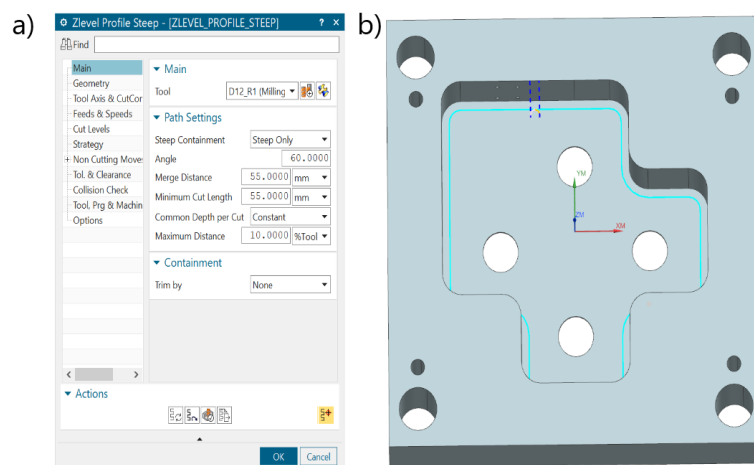 a)
Zlevel Profile Steep - [ZLEVEL_PROFILE_STEEP]
? ×
Find
Main
Geometry
Tool Axis & CutCor
Feeds & Speeds
Cut Levels
Strategy
Non Cutting Moves
Tol. & Clearance
Collision Check
Tool, Prg & Machin
Options
Main
Tool D12_R1 (Milling
Path Settings
Steep Containment Steep Only
Angle 60.0000
Merge Distance 55.0000 mm
Minimum Cut Length 55.0000 mm
Common Depth per Cut Constant
Maximum Distance 10.0000 %Tool
Containment
Trim by None
Actions
OK Cancel
b)
YM
ZM
XM